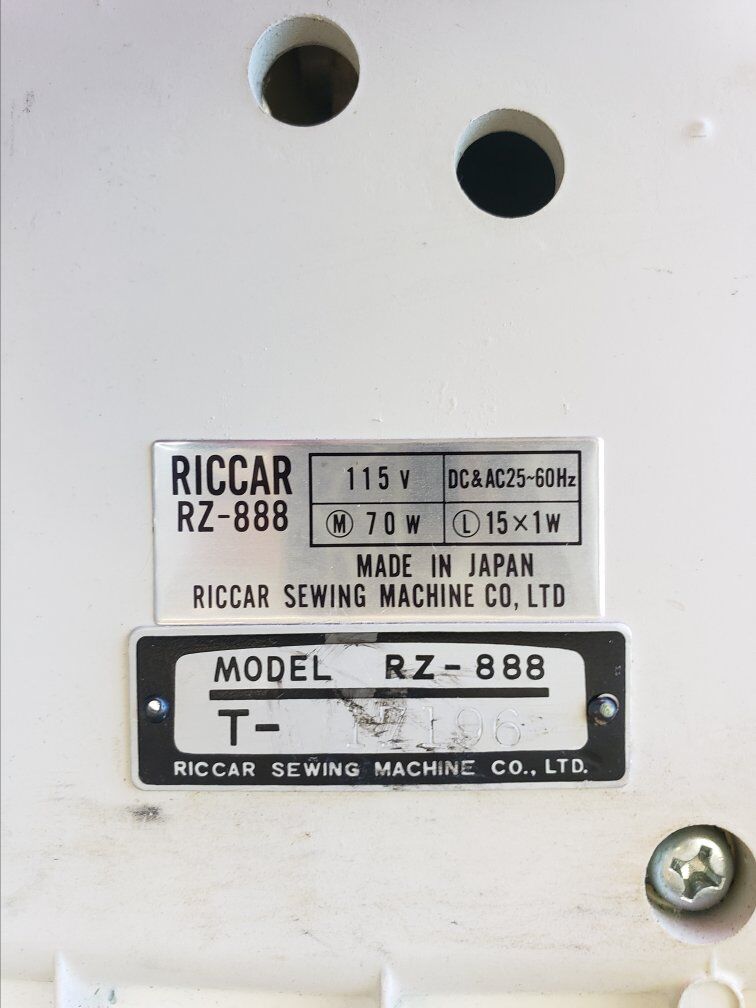 RICCAR
RZ-888
115 V DC&AC25~60Hz
Ⓜ 70 W Ⓛ 15×1W
MADE IN JAPAN
RICCAR SEWING MACHINE CO, LTD
MODEL RZ-888
T- 17196
RICCAR SEWING MACHINE CO., LTD.